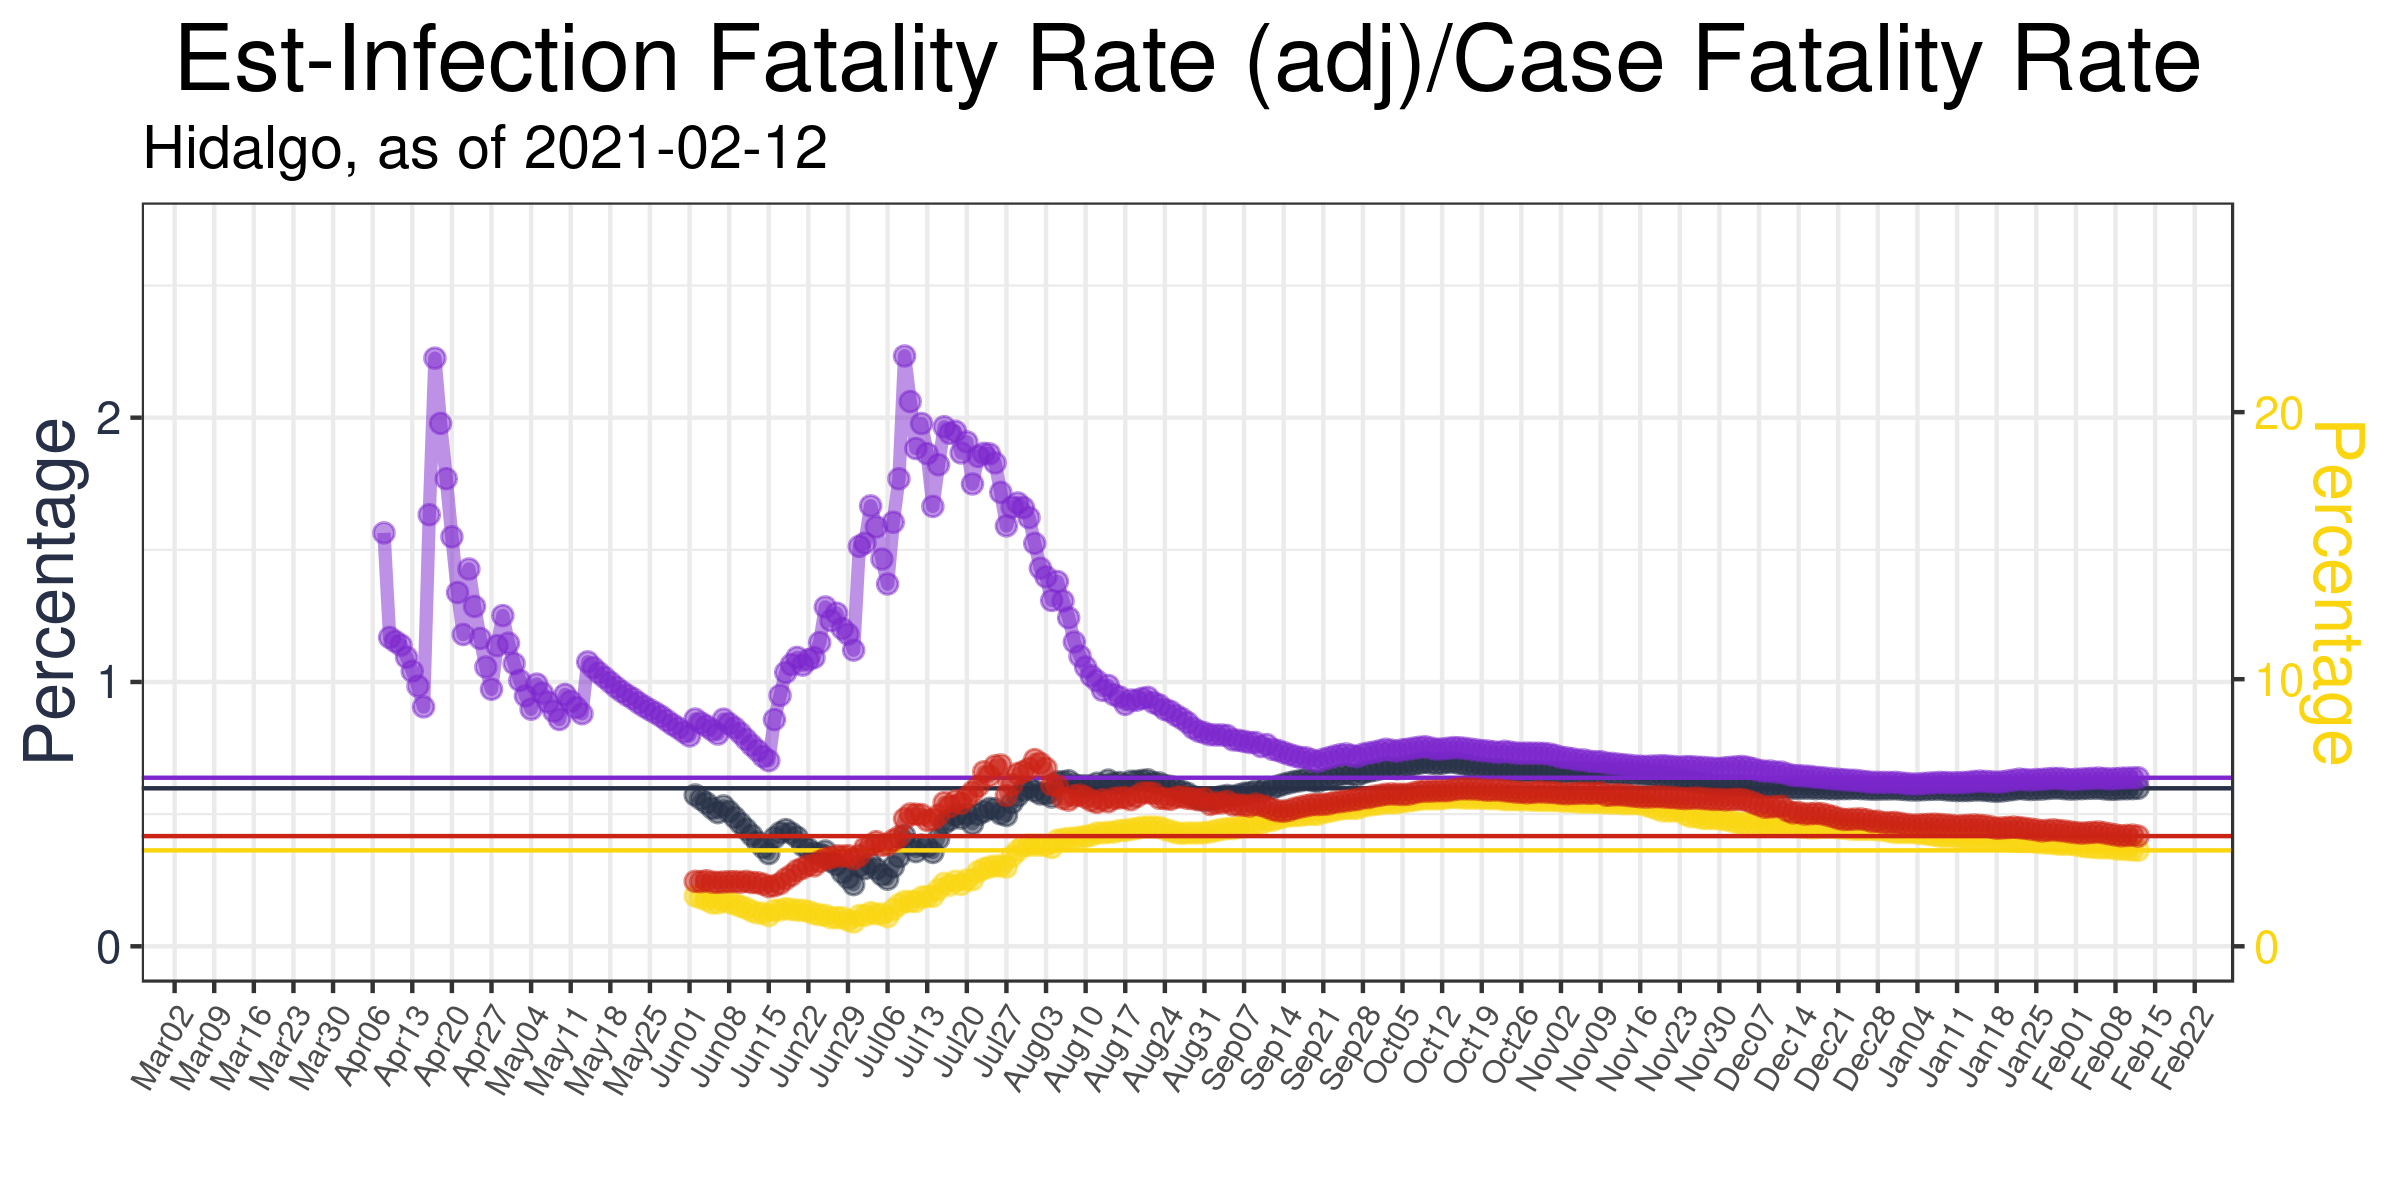 Est-Infection Fatality Rate (adj)/Case Fatality Rate
Hidalgo, as of 2021-02-12
Percentage
2
1
0
20
10
0
Percentage
Mar02
Mar09
Mar16
Mar23
Mar30
Apr06
Apr13
Apr20
Apr27
May04
May11
May18
May25
Jun01
Jun08
Jun15
Jun22
Jun29
Jul06
Jul13
Jul20
Jul27
Aug03
Aug10
Aug17
Aug24
Aug31
Sep07
Sep14
Sep21
Sep28
Oct05
Oct12
Oct19
Oct26
Nov02
Nov09
Nov16
Nov23
Nov30
Dec07
Dec14
Dec21
Dec28
Jan04
Jan11
Jan18
Jan25
Feb01
Feb08
Feb15
Feb22